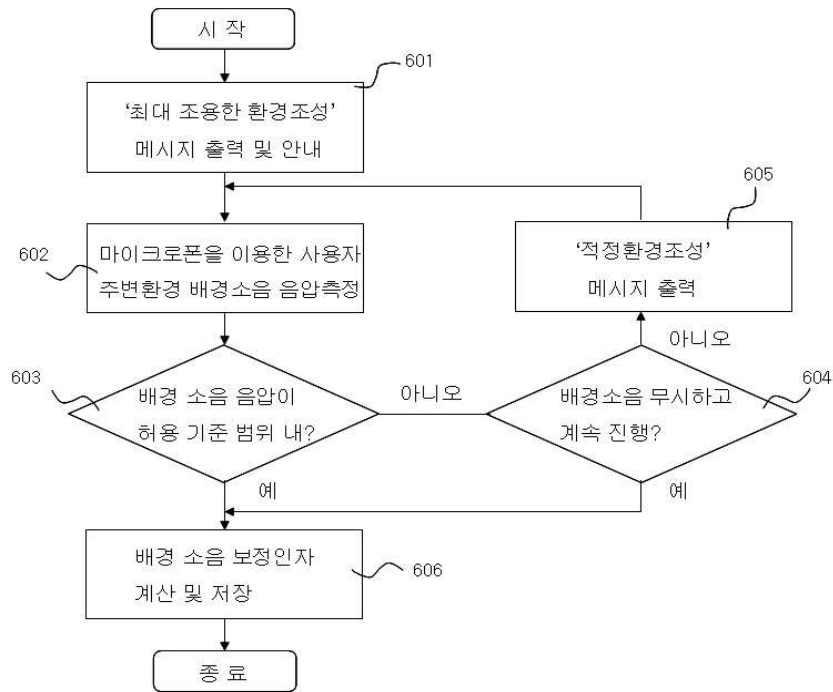 시 작
601
‘최대 조용한 환경조성’
메시지 출력 및 안내
605
602
마이크로폰을 이용한 사용자
주변환경 배경소음 음압측정
‘적정환경조성’
메시지 출력
아니오
603
배경 소음 음압이
허용 기준 범위 내?
아니오
604
배경소음 무시하고
계속 진행?
예
예
배경 소음 보정인자
계산 및 저장
606
종 료